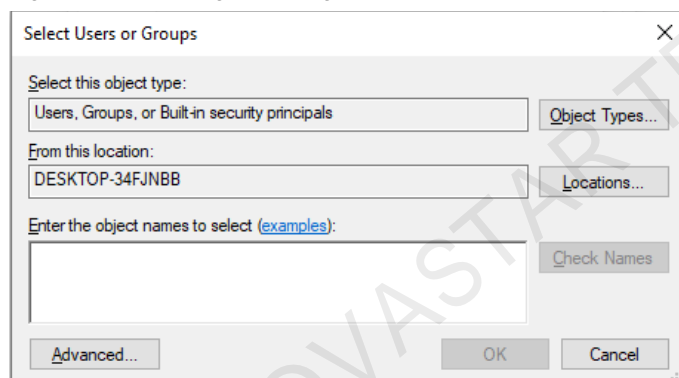 Select Users or Groups
Select this object type:
Users, Groups, or Built-in security principals
Object Types...
From this location:
DESKTOP-34FJNBB
Locations...
Enter the object names to select (examples):
Check Names
Advanced...
OK
Cancel